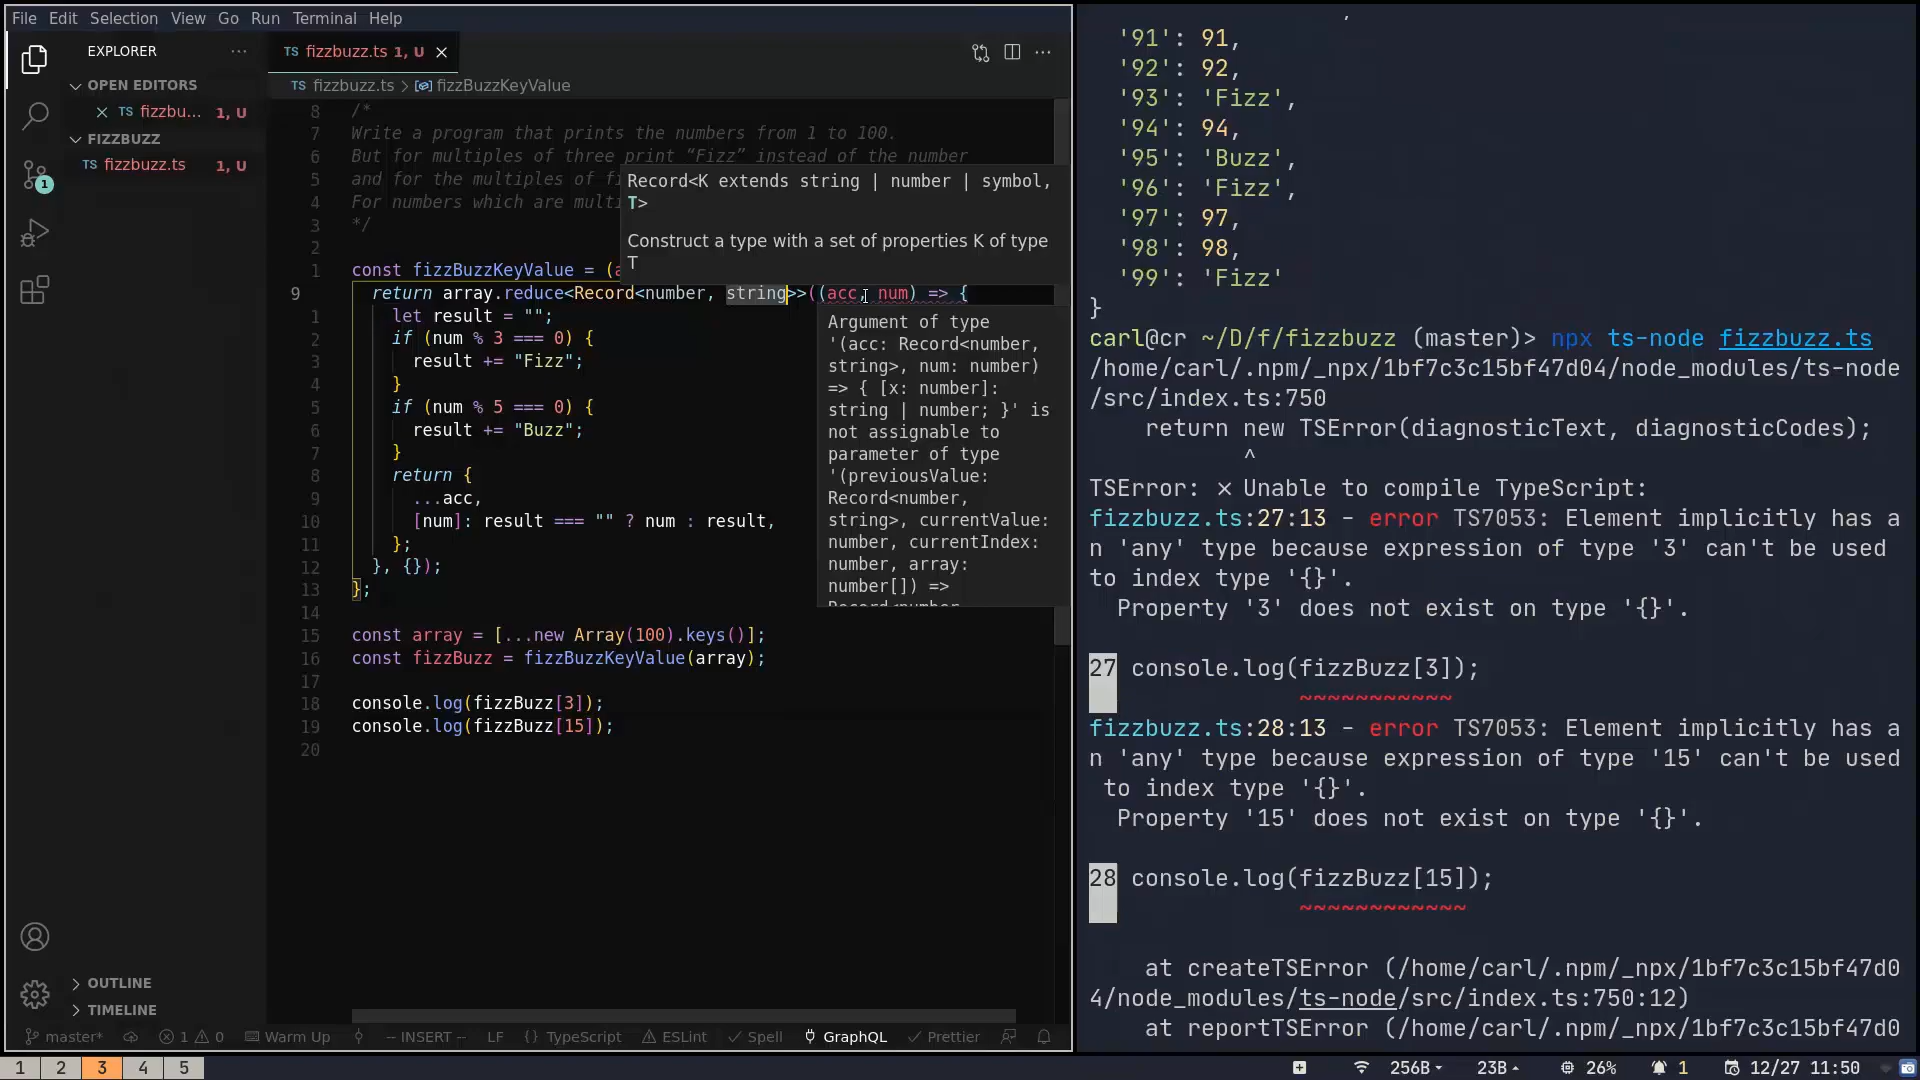 File Edit Selection View Go Run Terminal Help
EXPLORER
OPEN EDITORS
TS fizzbu... 1, U
FIZZBUZZ
TS fizzbuzz.ts 1, U
1
OUTLINE
TIMELINE
TS fizzbuzz.ts 1, U
TS fizzbuzz.ts > fizzBuzzKeyValue
8 /*
7 Write a program that prints the numbers from 1 to 100.
6 But for multiples of three print “Fizz” instead of the number
5 and for the multiples of fi
4 For numbers which are multi
3 */
2
1 const fizzBuzzKeyValue = (a
9 return array.reduce<Record<number, string>>((acc, num) => {
1 let result = "";
2 if (num % 3 === 0) {
3 result += "Fizz";
4 }
5 if (num % 5 === 0) {
6 result += "Buzz";
7 }
8 return {
9 ...acc,
10 [num]: result === "" ? num : result,
11 };
12 }, {});
13 };
14
15 const array = [...new Array(100).keys()];
16 const fizzBuzz = fizzBuzzKeyValue(array);
17
18 console.log(fizzBuzz[3]);
19 console.log(fizzBuzz[15]);
20
Record<K extends string | number | symbol,
T>
Construct a type with a set of properties K of type
T
Argument of type
'(acc: Record<number,
string>, num: number)
=> { [x: number]:
string | number; }' is
not assignable to
parameter of type
'(previousValue:
Record<number,
string>, currentValue:
number, currentIndex:
number, array:
number[]) =>
Record<number,
master* 1 0 Warm Up -- INSERT -- LF { } TypeScript ESLint Spell GraphQL Prettier
'91': 91,
'92': 92,
'93': 'Fizz',
'94': 94,
'95': 'Buzz',
'96': 'Fizz',
'97': 97,
'98': 98,
'99': 'Fizz'
}
carl@cr ~/D/f/fizzbuzz (master)> npx ts-node fizzbuzz.ts
/home/carl/.npm/_npx/1bf7c3c15bf47d04/node_modules/ts-node
/src/index.ts:750
return new TSError(diagnosticText, diagnosticCodes);
^
TSError: ⨯ Unable to compile TypeScript:
fizzbuzz.ts:27:13 - error TS7053: Element implicitly has a
n 'any' type because expression of type '3' can't be used
to index type '{}'.
Property '3' does not exist on type '{}'.
27 console.log(fizzBuzz[3]);
~~~~~~~~~~~
fizzbuzz.ts:28:13 - error TS7053: Element implicitly has a
n 'any' type because expression of type '15' can't be used
to index type '{}'.
Property '15' does not exist on type '{}'.
28 console.log(fizzBuzz[15]);
~~~~~~~~~~~~
at createTSError (/home/carl/.npm/_npx/1bf7c3c15bf47d0
4/node_modules/ts-node/src/index.ts:750:12)
at reportTSError (/home/carl/.npm/_npx/1bf7c3c15bf47d0
1 2 3 4 5
256B 23B 26% 1 12/27 11:50